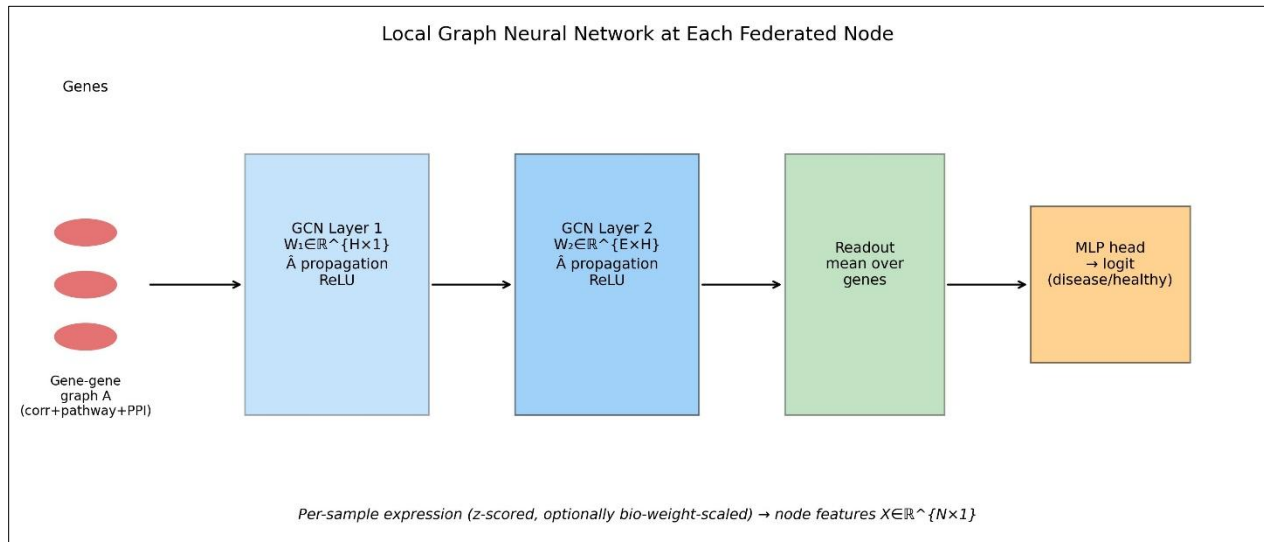 Local Graph Neural Network at Each Federated Node
Genes
Gene-gene
graph A
(corr+pathway+PPI)
GCN Layer 1
W₁∈ℝ^{H×1}
Â propagation
ReLU
GCN Layer 2
W₂∈ℝ^{E×H}
Â propagation
ReLU
Readout
mean over
genes
MLP head
→ logit
(disease/healthy)
Per-sample expression (z-scored, optionally bio-weight-scaled) → node features X∈ℝ^{N×1}